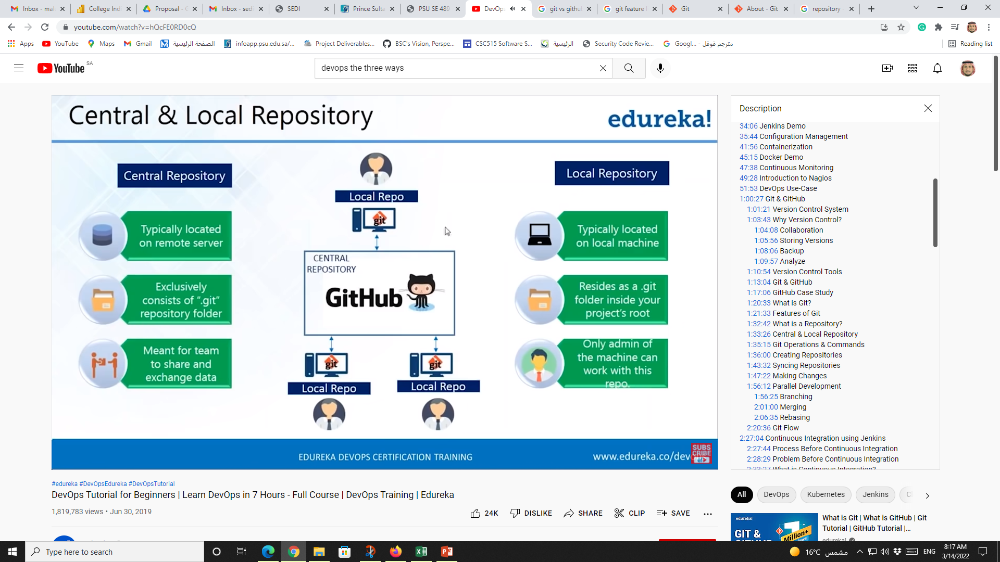 Inbox - mal
College Indi
Proposal - G
Inbox - sedi
SEDI
Prince Sulta
PSU SE 489
DevOps
git vs githu
git feature
Git
About - Git
repository -
youtube.com/watch?v=hQcFE0RD0cQ
Apps
YouTube
Maps
Gmail
الصفحة الرئيسية
infoapp.psu.edu.sa/...
Project Deliverables...
BSC's Vision, Perspe...
CSC515 Software S...
الرئيسية
Security Code Revie...
مترجم قوقل - Googl...
Reading list
YouTube SA
devops the three ways
Central & Local Repository
edureka!
Central Repository
Typically located
on remote server
Exclusively
consists of ".git"
repository folder
Meant for team
to share and
exchange data
Local Repo
git
CENTRAL
REPOSITORY
GitHub
git
git
Local Repo
Local Repo
Local Repository
Typically located
on local machine
Resides as a .git
folder inside your
project's root
Only admin of
the machine can
work with this
repo.
EDUREKA DEVOPS CERTIFICATION TRAINING
www.edureka.co/dev
SUBS
CRIBE
Description
34:06 Jenkins Demo
35:44 Configuration Management
41:56 Containerization
45:15 Docker Demo
47:38 Continuous Monitoring
49:28 Introduction to Nagios
51:53 DevOps Use-Case
1:00:27 Git & GitHub
1:01:21 Version Control System
1:03:43 Why Version Control?
1:04:08 Collaboration
1:05:56 Storing Versions
1:08:06 Backup
1:09:57 Analyze
1:10:54 Version Control Tools
1:13:04 Git & GitHub
1:17:06 GitHub Case Study
1:20:33 What is Git?
1:21:33 Features of Git
1:32:42 What is a Repository?
1:33:26 Central & Local Repository
1:35:15 Git Operations & Commands
1:36:00 Creating Repositories
1:43:32 Syncing Repositories
1:47:22 Making Changes
1:56:12 Parallel Development
1:56:25 Branching
2:01:00 Merging
2:06:35 Rebasing
2:20:36 Git Flow
2:27:04 Continuous Integration using Jenkins
2:27:44 Process Before Continuous Integration
2:28:29 Problem Before Continuous Integration
2:33:27 What is Continuous Integration?
#edureka #DevOpsEdureka #DevOpsTutorial
DevOps Tutorial for Beginners | Learn DevOps in 7 Hours - Full Course | DevOps Training | Edureka
1,819,783 views • Jun 30, 2019
24K
DISLIKE
SHARE
CLIP
SAVE
All
DevOps
Kubernetes
Jenkins
edureka!
GIT &
Million+
What is Git | What is GitHub | Git
Tutorial | GitHub Tutorial |...
edureka!
Type here to search
16°C مشمس
ENG
8:17 AM
3/14/2022